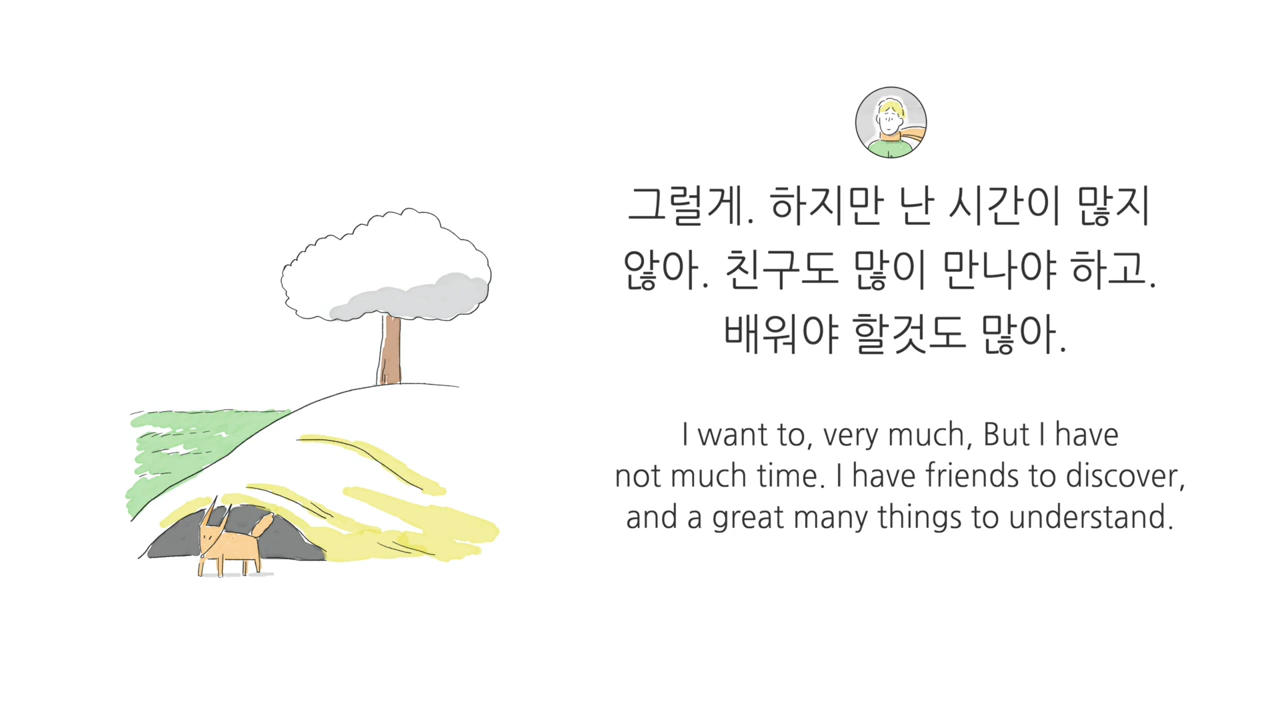 그럴게. 하지만 난 시간이 많지
않아. 친구도 많이 만나야 하고.
배워야 할것도 많아.
I want to, very much, But I have
not much time. I have friends to discover,
and a great many things to understand.